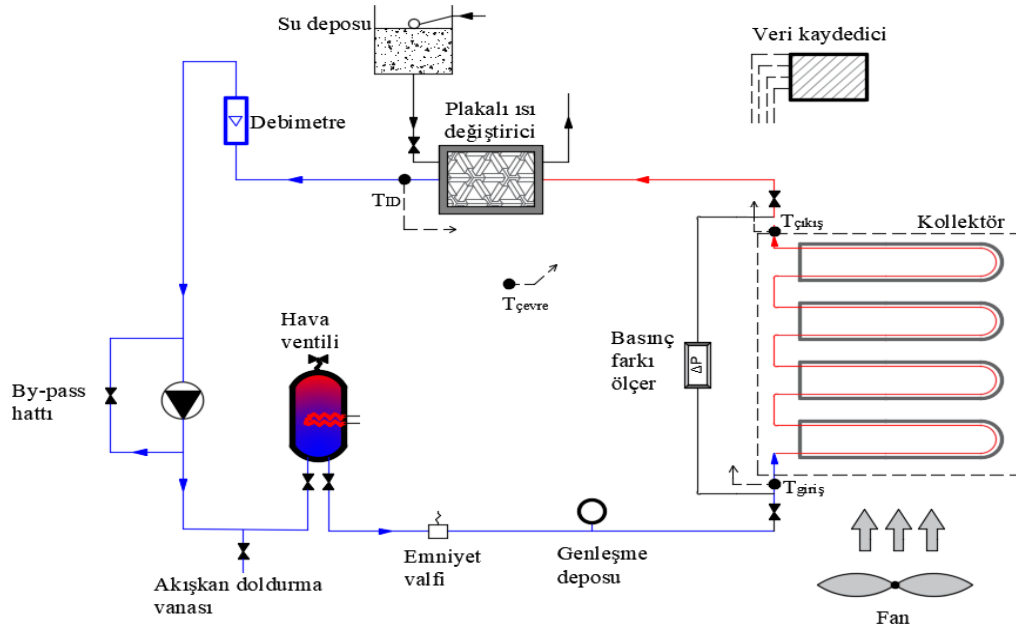 Su deposu
Veri kaydedici
Plakalı ısı
değiştirici
Debimetre
TID
Tçıkış
Kollektör
Tçevre
Hava
ventili
Basınç
farkı
ölçer
ΔP
By-pass
hattı
Tgiriş
Emniyet
valfi
Genleşme
deposu
Akışkan doldurma
vanası
Fan